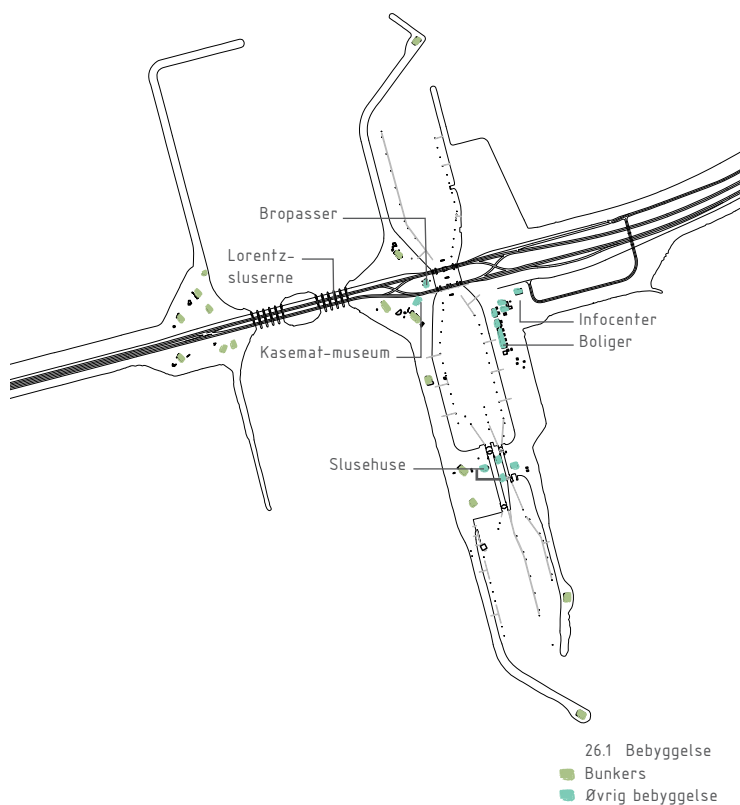 Bropasser
Lorentz-
sluserne
Infocenter
Kasemat-museum
Boliger
Slusehuse
26.1 Bebyggelse
Bunkers
Øvrig bebyggelse